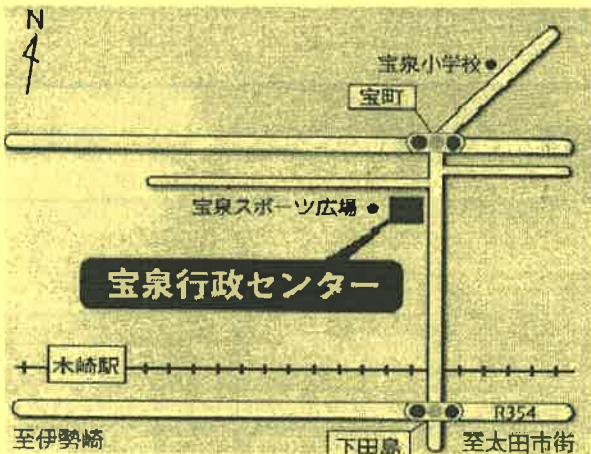 N
宝泉小学校
宝町
宝泉スポーツ広場
宝泉行政センター
木崎駅
R354
至伊勢崎
下田島
至太田市街